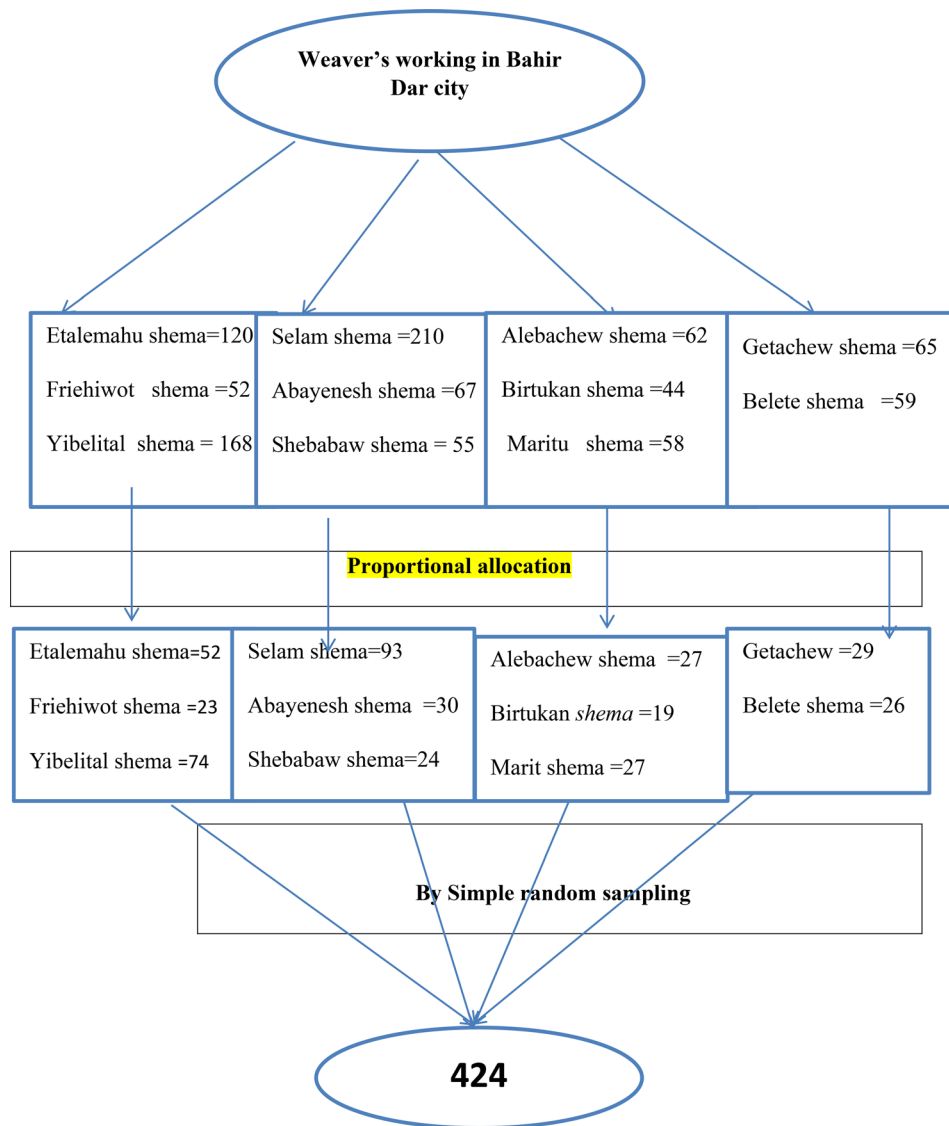 Weaver’s working in Bahir
Dar city
Etalemahu shema=120
Friehiwot shema =52
Yibelital shema = 168
Selam shema =210
Abayenesh shema =67
Shebabaw shema = 55
Alebachew shema =62
Birtukan shema =44
Maritu shema =58
Getachew shema =65
Belete shema =59
Proportional allocation
Etalemahu shema=52
Friehiwot shema =23
Yibelital shema =74
Selam shema=93
Abayenesh shema =30
Shebabaw shema=24
Alebachew shema =27
Birtukan shema =19
Marit shema =27
Getachew =29
Belete shema =26
By Simple random sampling
424